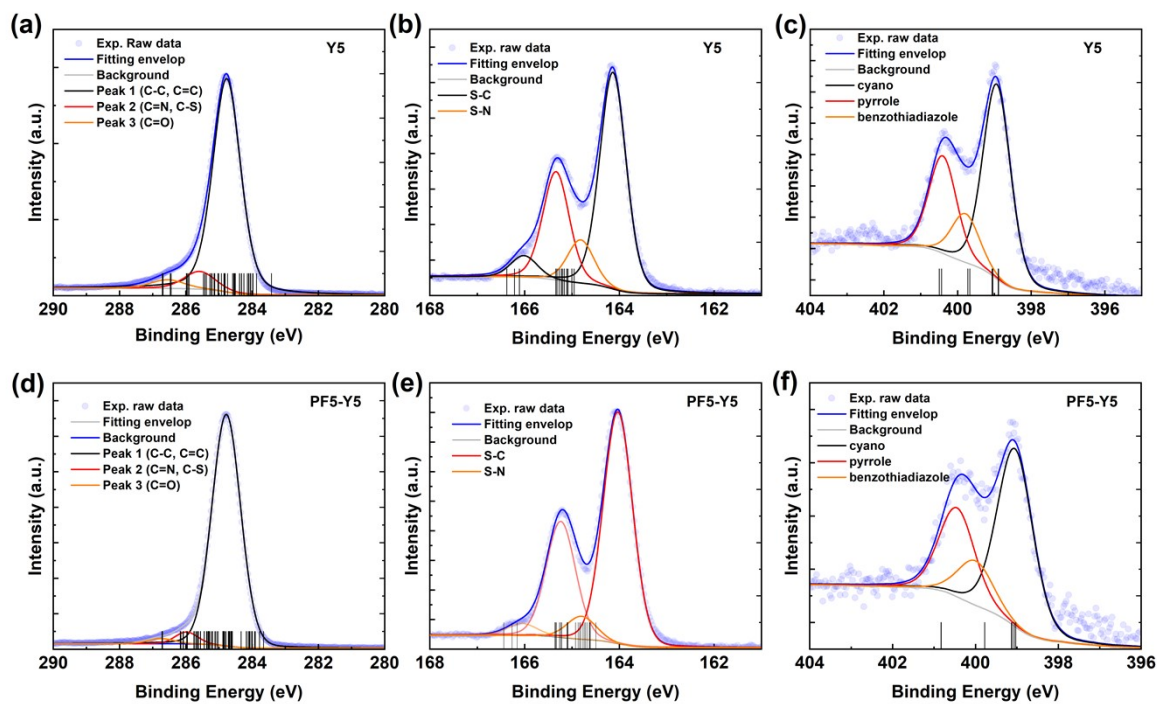 (a)
Exp. Raw data
Fitting envelop
Background
Peak 1 (C-C, C=C)
Peak 2 (C=N, C-S)
Peak 3 (C=O)
Y5
Intensity (a.u.)
290 288 286 284 282 280
Binding Energy (eV)
(b)
Exp. raw data
Fitting envelop
Background
S-C
S-N
Y5
Intensity (a.u.)
168 166 164 162
Binding Energy (eV)
(c)
Exp. raw data
Fitting envelop
Background
cyano
pyrrole
benzothiadiazole
Y5
Intensity (a.u.)
404 402 400 398 396
Binding Energy (eV)
(d)
Exp. raw data
Fitting envelop
Background
Peak 1 (C-C, C=C)
Peak 2 (C=N, C-S)
Peak 3 (C=O)
PF5-Y5
Intensity (a.u.)
290 288 286 284 282 280
Binding Energy (eV)
(e)
Exp. raw data
Fitting envelop
Background
S-C
S-N
PF5-Y5
Intensity (a.u.)
168 166 164 162
Binding Energy (eV)
(f)
Exp. raw data
Fitting envelop
Background
cyano
pyrrole
benzothiadiazole
PF5-Y5
Intensity (a.u.)
404 402 400 398 396
Binding Energy (eV)